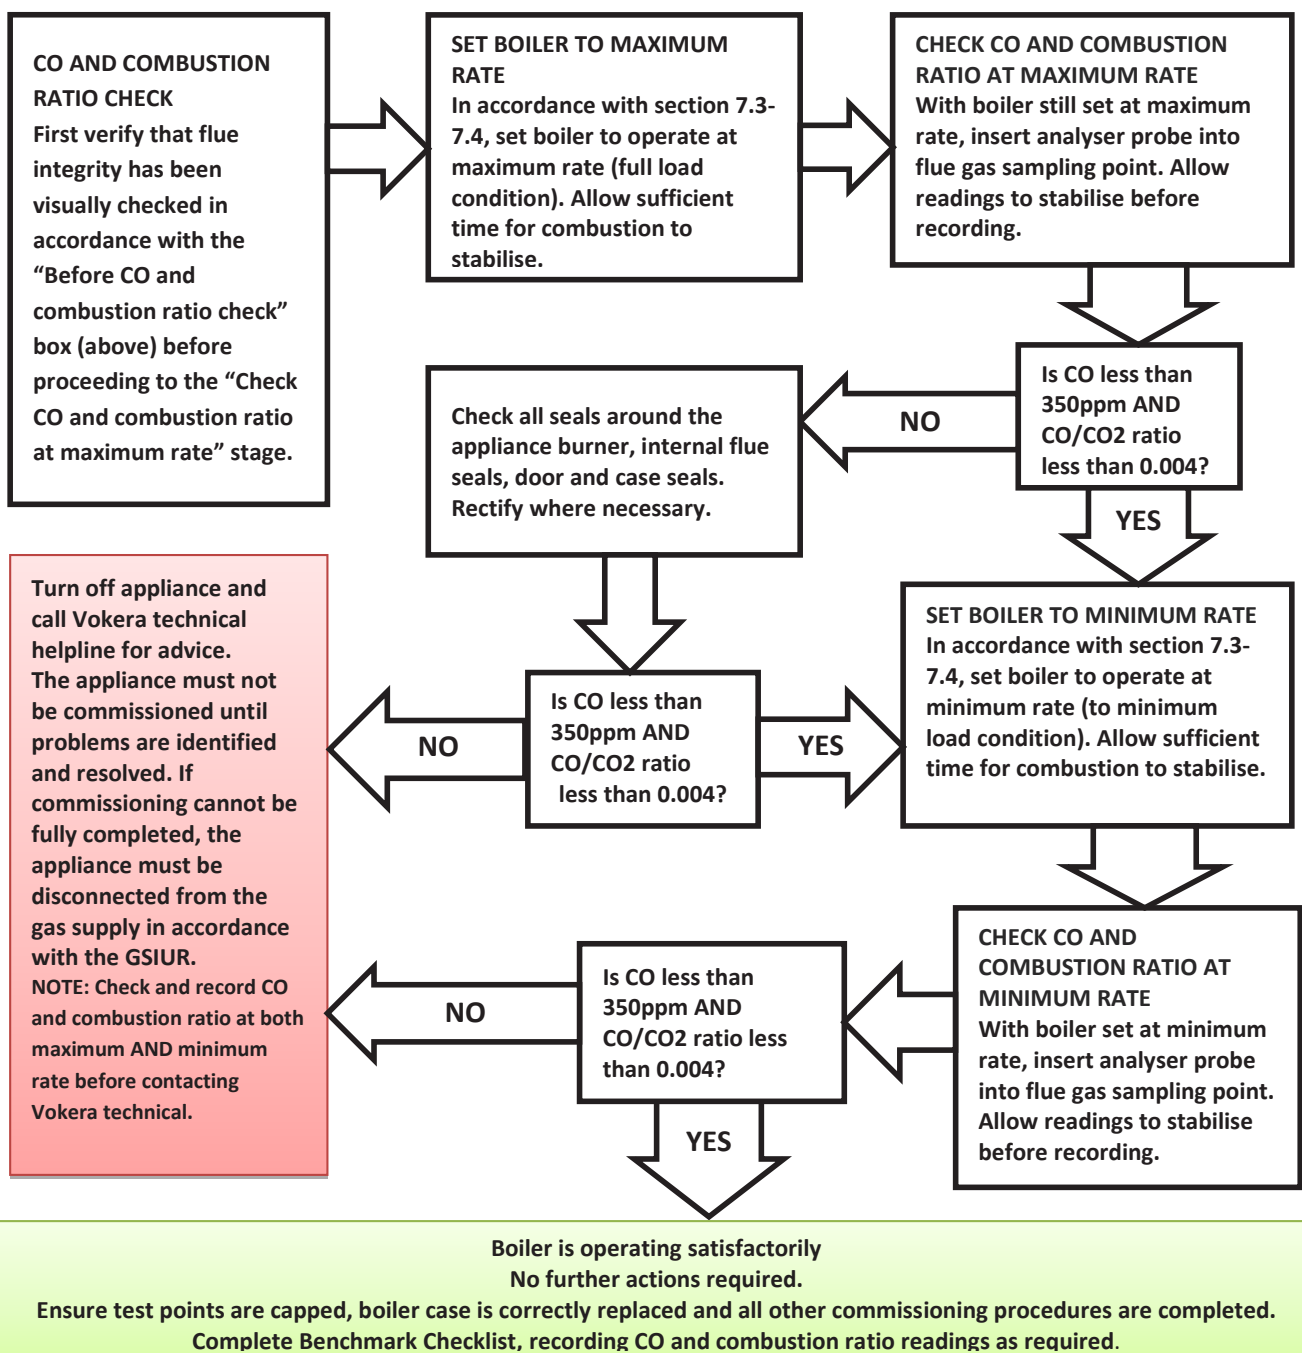 CO AND COMBUSTION
RATIO CHECK
First verify that flue
integrity has been
visually checked in
accordance with the
“Before CO and
combustion ratio check”
box (above) before
proceeding to the “Check
CO and combustion ratio
at maximum rate” stage.
SET BOILER TO MAXIMUM
RATE
In accordance with section 7.3-
7.4, set boiler to operate at
maximum rate (full load
condition). Allow sufficient
time for combustion to
stabilise.
CHECK CO AND COMBUSTION
RATIO AT MAXIMUM RATE
With boiler still set at maximum
rate, insert analyser probe into
flue gas sampling point. Allow
readings to stabilise before
recording.
Is CO less than
350ppm AND
CO/CO2 ratio
less than 0.004?
NO
YES
Check all seals around the
appliance burner, internal flue
seals, door and case seals.
Rectify where necessary.
Is CO less than
350ppm AND
CO/CO2 ratio
less than 0.004?
NO
YES
Turn off appliance and
call Vokera technical
helpline for advice.
The appliance must not
be commissioned until
problems are identified
and resolved. If
commissioning cannot be
fully completed, the
appliance must be
disconnected from the
gas supply in accordance
with the GSIUR.
NOTE: Check and record CO
and combustion ratio at both
maximum AND minimum
rate before contacting
Vokera technical.
SET BOILER TO MINIMUM RATE
In accordance with section 7.3-
7.4, set boiler to operate at
minimum rate (to minimum
load condition). Allow sufficient
time for combustion to stabilise.
CHECK CO AND
COMBUSTION RATIO AT
MINIMUM RATE
With boiler set at minimum
rate, insert analyser probe
into flue gas sampling point.
Allow readings to stabilise
before recording.
Is CO less than
350ppm AND
CO/CO2 ratio less
than 0.004?
NO
YES
Boiler is operating satisfactorily
No further actions required.
Ensure test points are capped, boiler case is correctly replaced and all other commissioning procedures are completed.
Complete Benchmark Checklist, recording CO and combustion ratio readings as required.